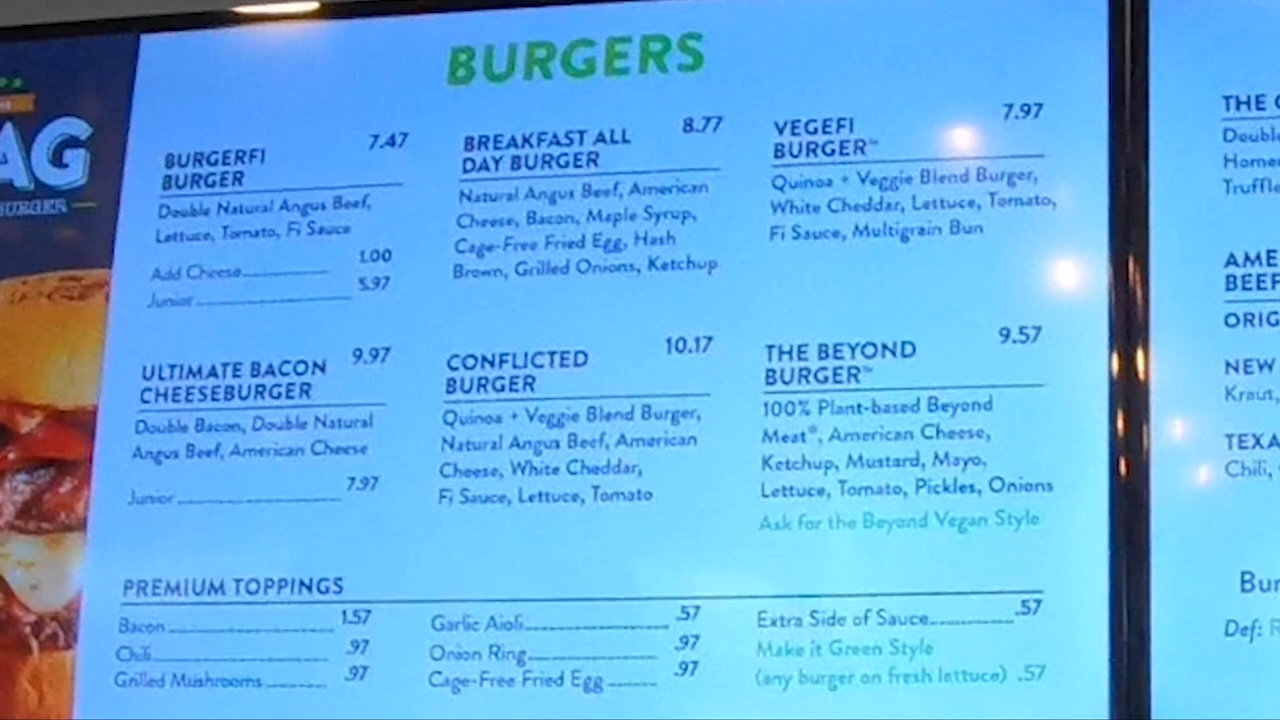 BURGERS
BURGERFI
BURGER
7.47
Double Natural Angus Beef,
Lettuce, Tomato, Fi Sauce
Add Cheese 1.00
Junior 5.97
BREAKFAST ALL
DAY BURGER
8.77
Natural Angus Beef, American
Cheese, Bacon, Maple Syrup,
Cage-Free Fried Egg, Hash
Brown, Grilled Onions, Ketchup
VEGEFI
BURGER™
7.97
Quinoa + Veggie Blend Burger,
White Cheddar, Lettuce, Tomato,
Fi Sauce, Multigrain Bun
ULTIMATE BACON
CHEESEBURGER
9.97
Double Bacon, Double Natural
Angus Beef, American Cheese
Junior 7.97
CONFLICTED
BURGER
10.17
Quinoa + Veggie Blend Burger,
Natural Angus Beef, American
Cheese, White Cheddar,
Fi Sauce, Lettuce, Tomato
THE BEYOND
BURGER™
9.57
100% Plant-based Beyond
Meat®, American Cheese,
Ketchup, Mustard, Mayo,
Lettuce, Tomato, Pickles, Onions
Ask for the Beyond Vegan Style
PREMIUM TOPPINGS
Bacon 1.57
Chili .97
Grilled Mushrooms .97
Garlic Aioli .57
Onion Ring .97
Cage-Free Fried Egg .97
Extra Side of Sauce .57
Make it Green Style
(any burger on fresh lettuce) .57
AG
BURGER
THE
Double
Home
Truffle
AME
BEEF
ORIG
NEW
Kraut,
TEXA
Chili,
Bur
Def: